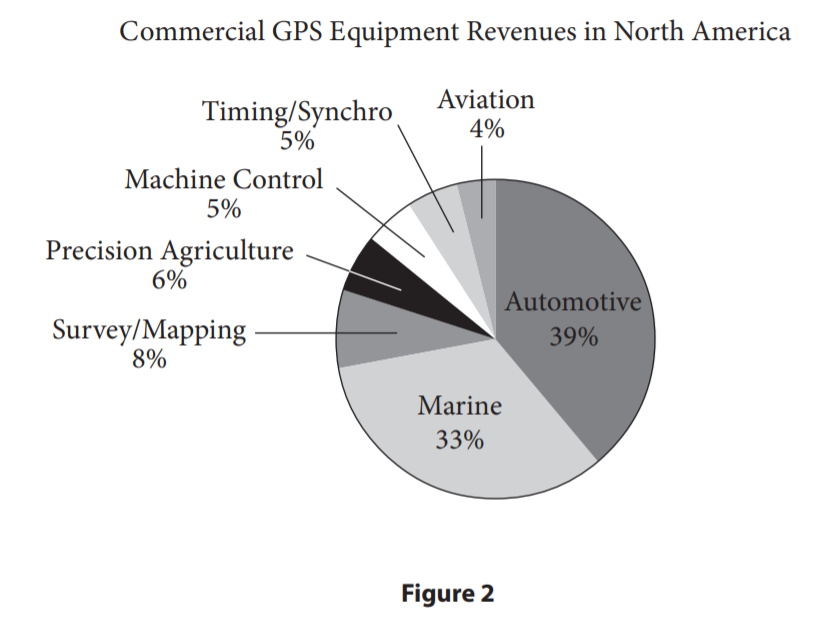 Commercial GPS Equipment Revenues in North America
Aviation
4%
Timing/Synchro
5%
Machine Control
5%
Precision Agriculture
6%
Survey/Mapping
8%
Automotive
39%
Marine
33%
Figure 2